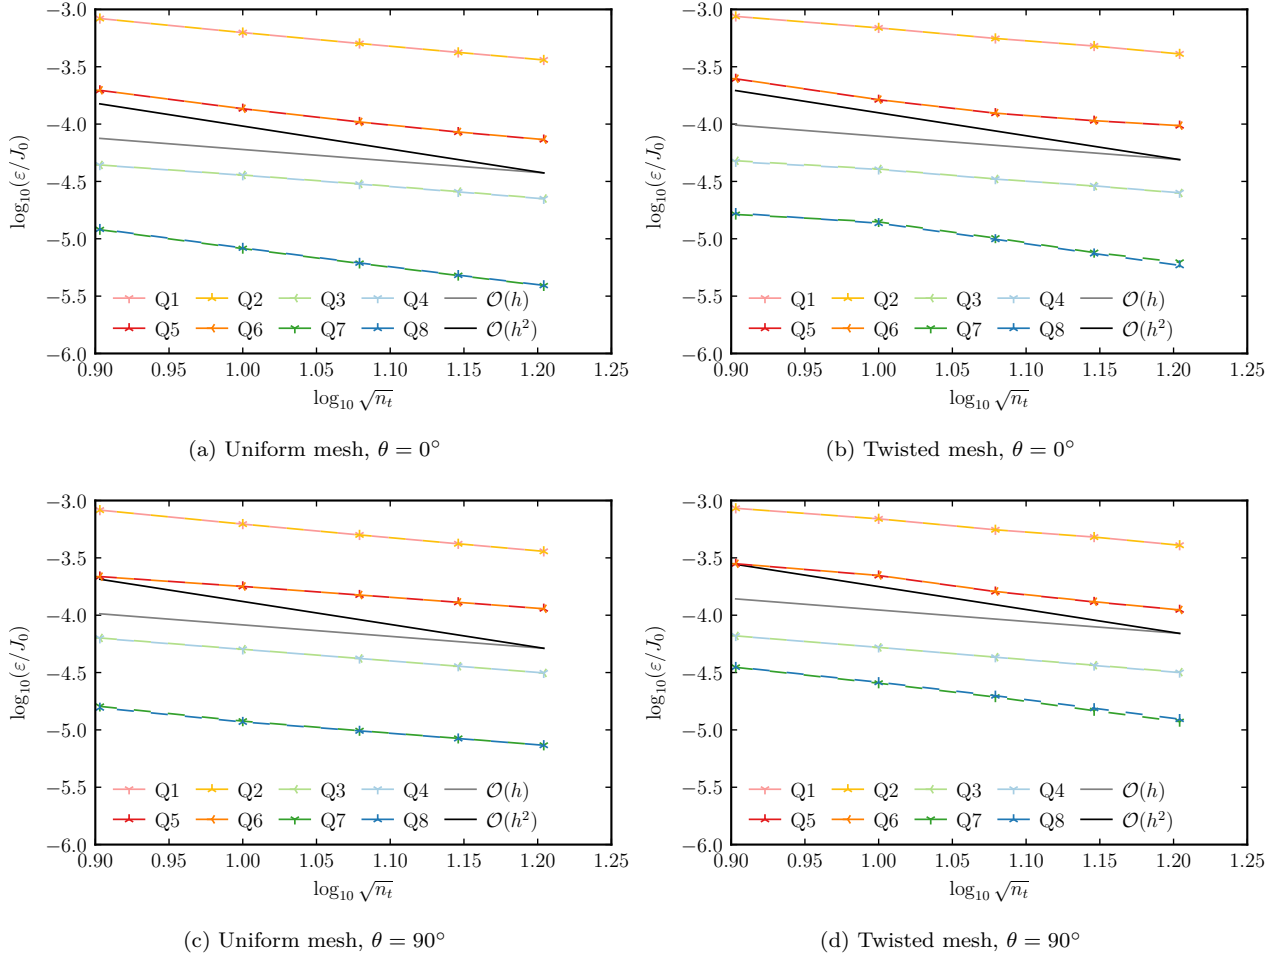 −3.0
−3.5
−4.0
−4.5
−5.0
−5.5
−6.0
log₁₀(ε/J₀)
Q1 Q2 Q3 Q4 𝒪(h)
Q5 Q6 Q7 Q8 𝒪(h²)
0.90 0.95 1.00 1.05 1.10 1.15 1.20 1.25
log₁₀ √n_t
(a) Uniform mesh, θ = 0°
−3.0
−3.5
−4.0
−4.5
−5.0
−5.5
−6.0
log₁₀(ε/J₀)
Q1 Q2 Q3 Q4 𝒪(h)
Q5 Q6 Q7 Q8 𝒪(h²)
0.90 0.95 1.00 1.05 1.10 1.15 1.20 1.25
log₁₀ √n_t
(b) Twisted mesh, θ = 0°
−3.0
−3.5
−4.0
−4.5
−5.0
−5.5
−6.0
log₁₀(ε/J₀)
Q1 Q2 Q3 Q4 𝒪(h)
Q5 Q6 Q7 Q8 𝒪(h²)
0.90 0.95 1.00 1.05 1.10 1.15 1.20 1.25
log₁₀ √n_t
(c) Uniform mesh, θ = 90°
−3.0
−3.5
−4.0
−4.5
−5.0
−5.5
−6.0
log₁₀(ε/J₀)
Q1 Q2 Q3 Q4 𝒪(h)
Q5 Q6 Q7 Q8 𝒪(h²)
0.90 0.95 1.00 1.05 1.10 1.15 1.20 1.25
log₁₀ √n_t
(d) Twisted mesh, θ = 90°